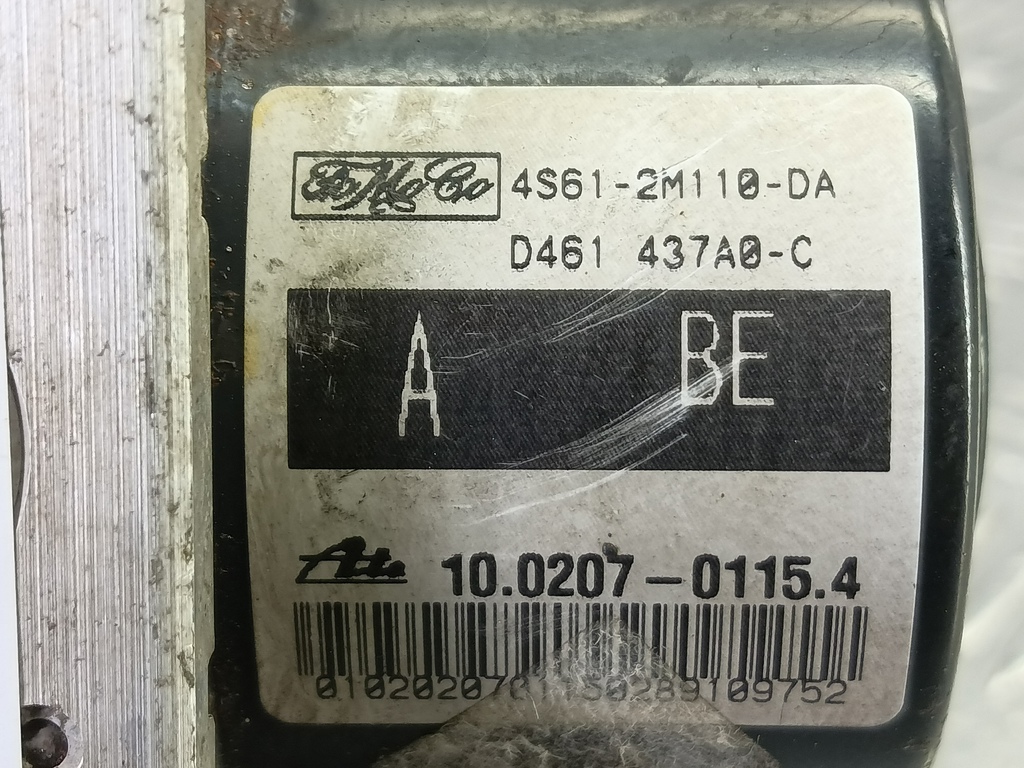 FoMoCo 4S61-2M110-DA
D461 437A0-C
A BE
Ate 10.0207-0115.4